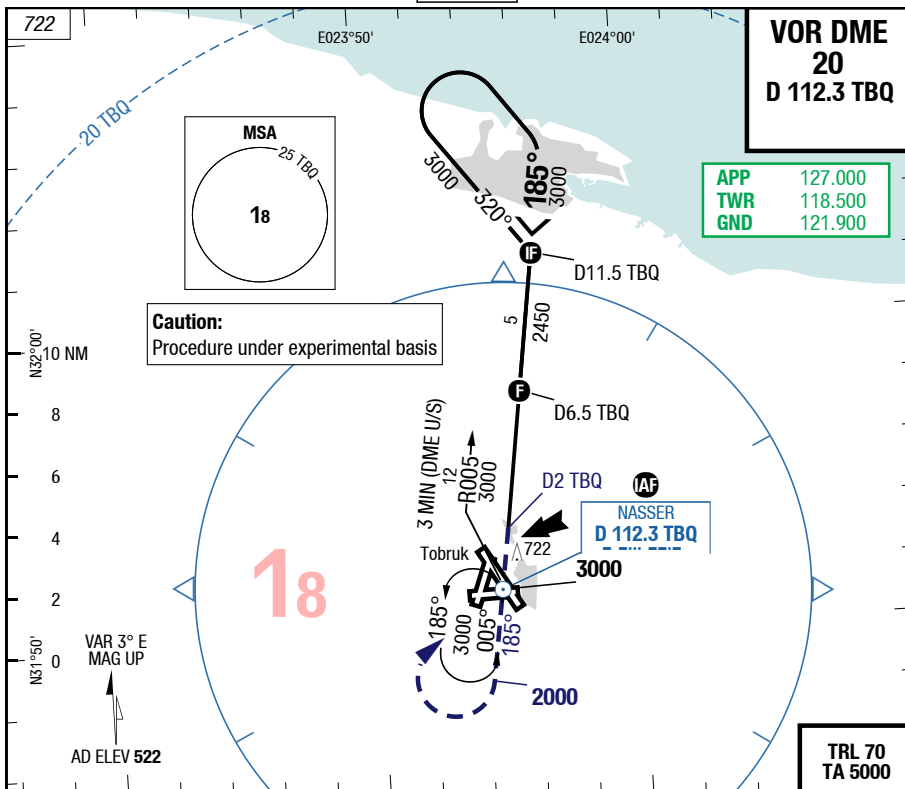 722
E023°50'
E024°00'
VOR DME
20
D 112.3 TBQ
20 TBQ
MSA
25 TBQ
18
3000
320°
185°
3000
APP 127.000
TWR 118.500
GND 121.900
IF
D11.5 TBQ
Caution:
Procedure under experimental basis
5
2450
N32°00'
10 NM
F
D6.5 TBQ
8
6
4
2
0
3 MIN (DME U/S)
12
R005
3000
D2 TBQ
IAF
NASSER
D 112.3 TBQ
722
Tobruk
3000
18
185°
3000
005°
185°
N31°50'
VAR 3° E
MAG UP
2000
AD ELEV 522
TRL 70
TA 5000